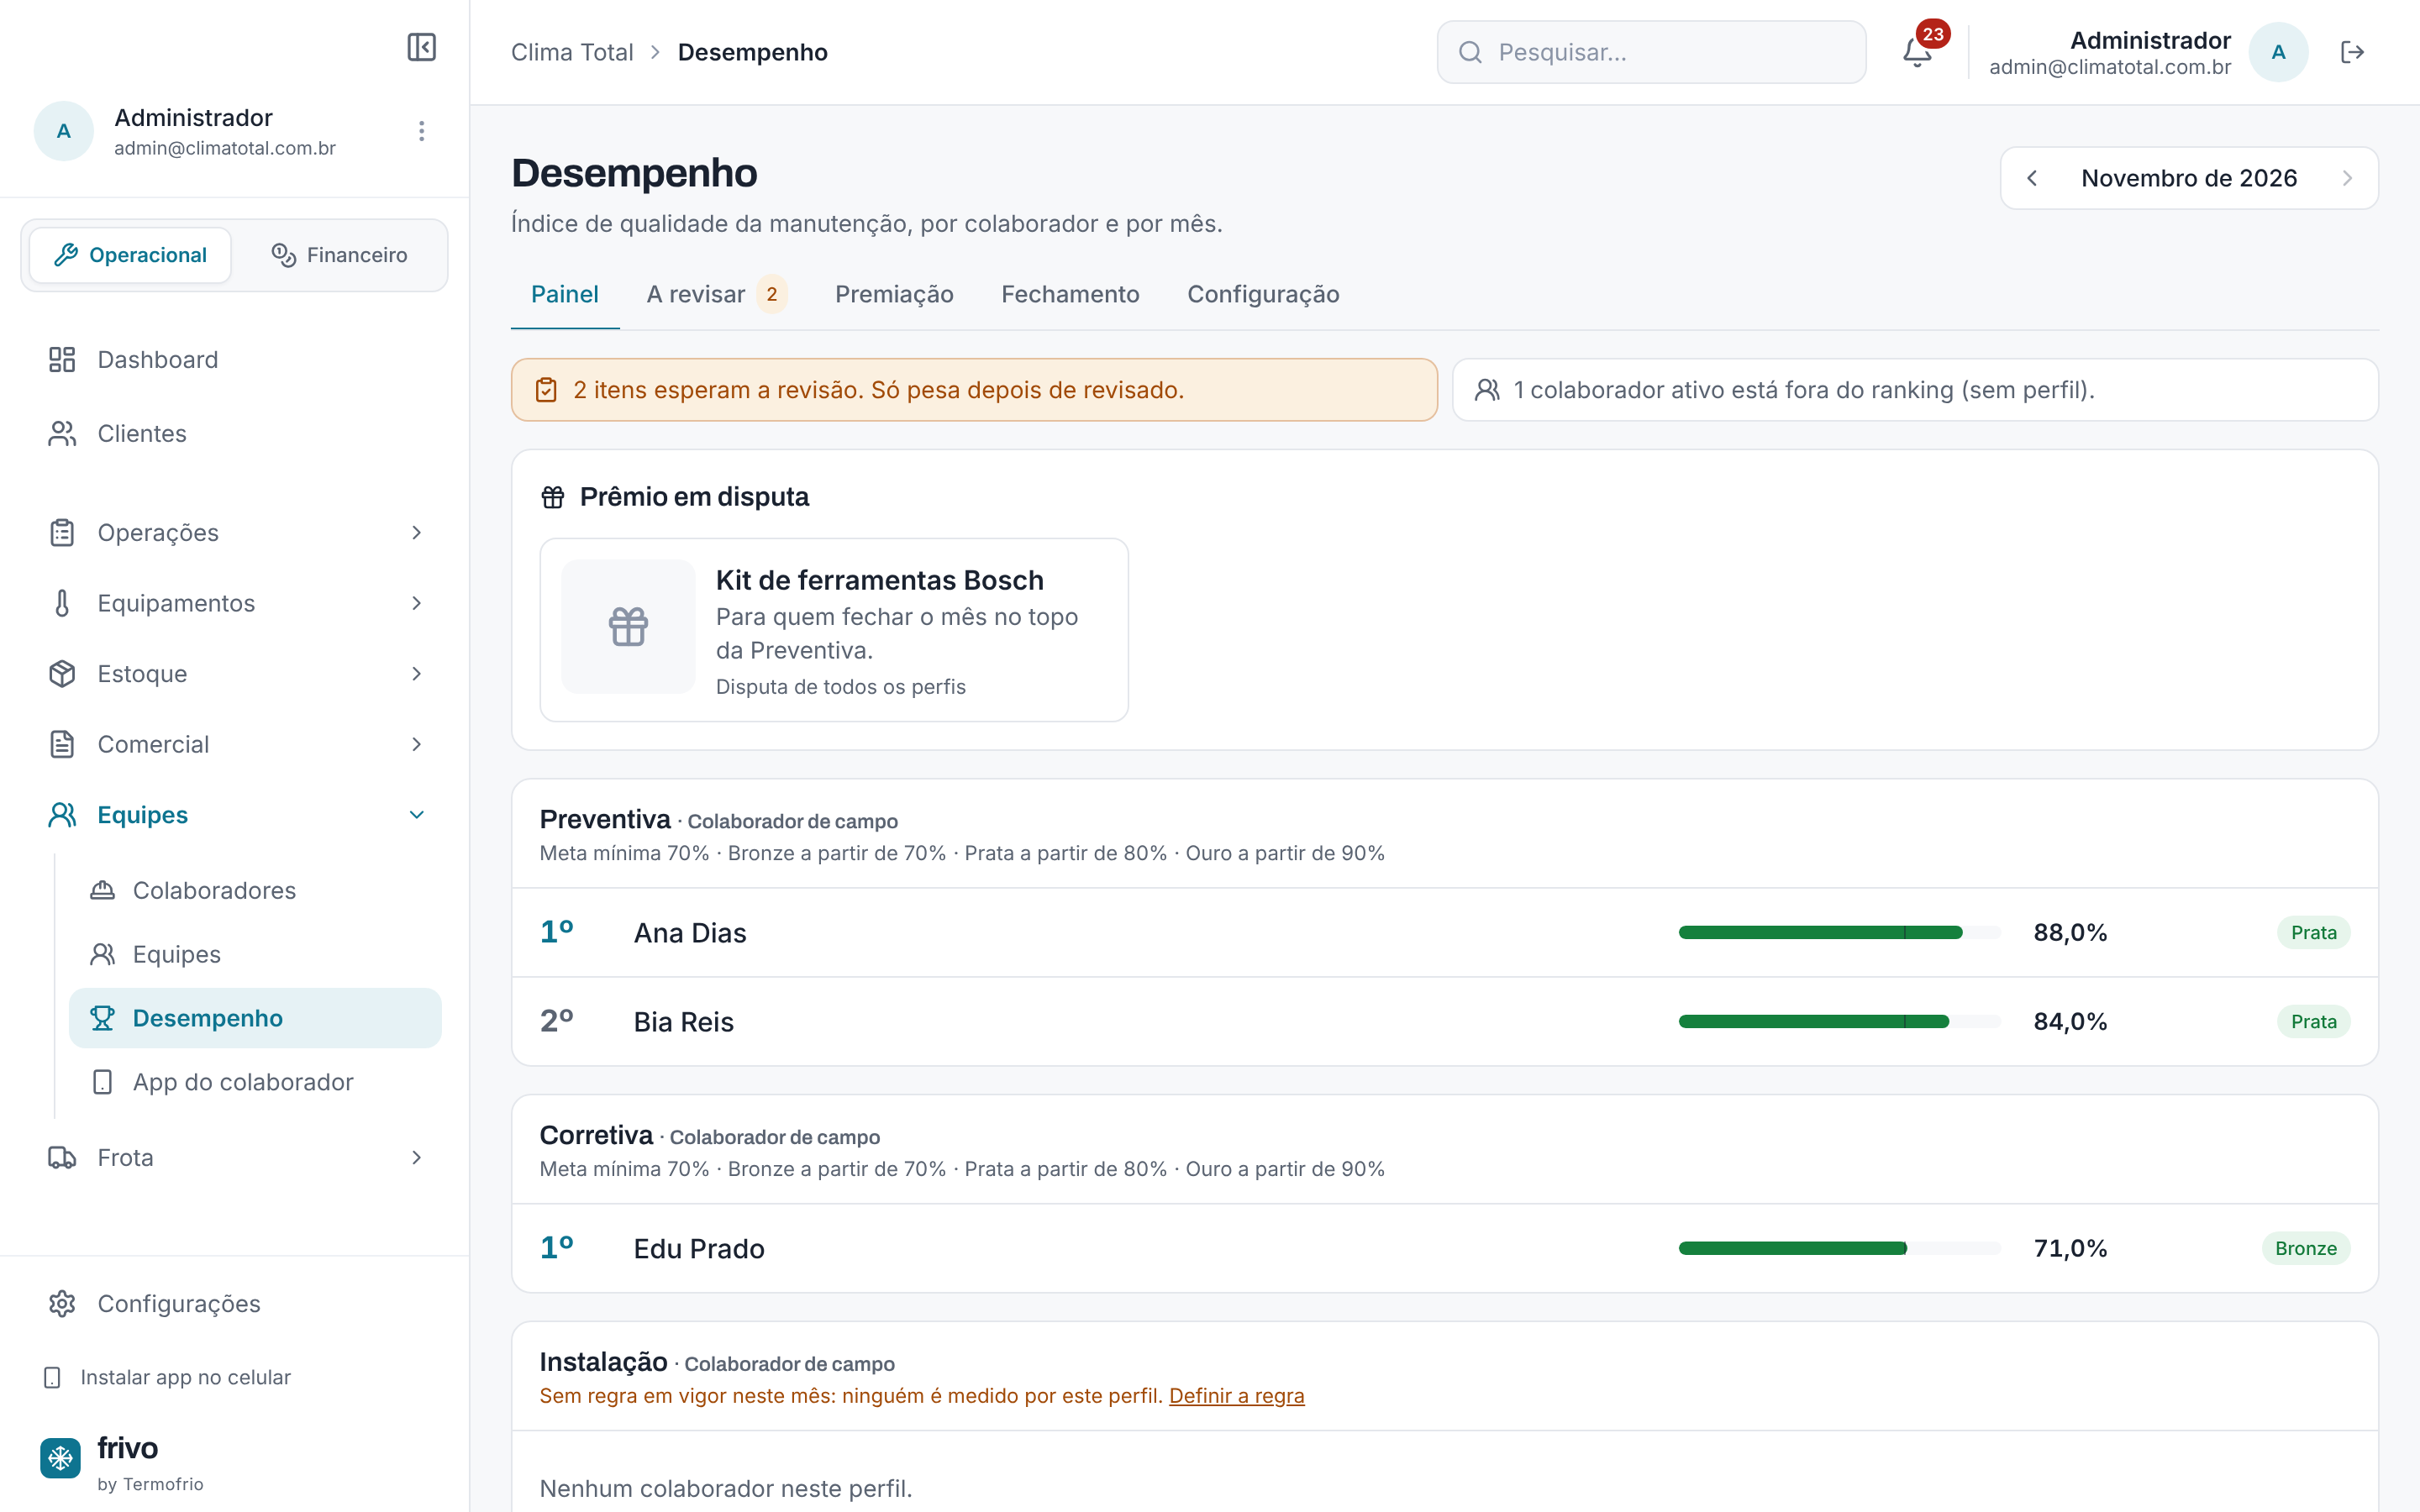 Administrador
admin@climatotal.com.br
Operacional
Financeiro
Dashboard
Clientes
Operações
Equipamentos
Estoque
Comercial
Equipes
Colaboradores
Equipes
Desempenho
App do colaborador
Frota
Configurações
Instalar app no celular
frivo
by Termofrio
A
Clima Total > Desempenho
Pesquisar...
23
Administrador
admin@climatotal.com.br
A
Desempenho
Índice de qualidade da manutenção, por colaborador e por mês.
Novembro de 2026
Painel
A revisar 2
Premiação
Fechamento
Configuração
2 itens esperam a revisão. Só pesa depois de revisado.
1 colaborador ativo está fora do ranking (sem perfil).
Prêmio em disputa
Kit de ferramentas Bosch
Para quem fechar o mês no topo
da Preventiva.
Disputa de todos os perfis
Preventiva · Colaborador de campo
Meta mínima 70% · Bronze a partir de 70% · Prata a partir de 80% · Ouro a partir de 90%
1º Ana Dias 88,0% Prata
2º Bia Reis 84,0% Prata
Corretiva · Colaborador de campo
Meta mínima 70% · Bronze a partir de 70% · Prata a partir de 80% · Ouro a partir de 90%
1º Edu Prado 71,0% Bronze
Instalação · Colaborador de campo
Sem regra em vigor neste mês: ninguém é medido por este perfil. Definir a regra
Nenhum colaborador neste perfil.